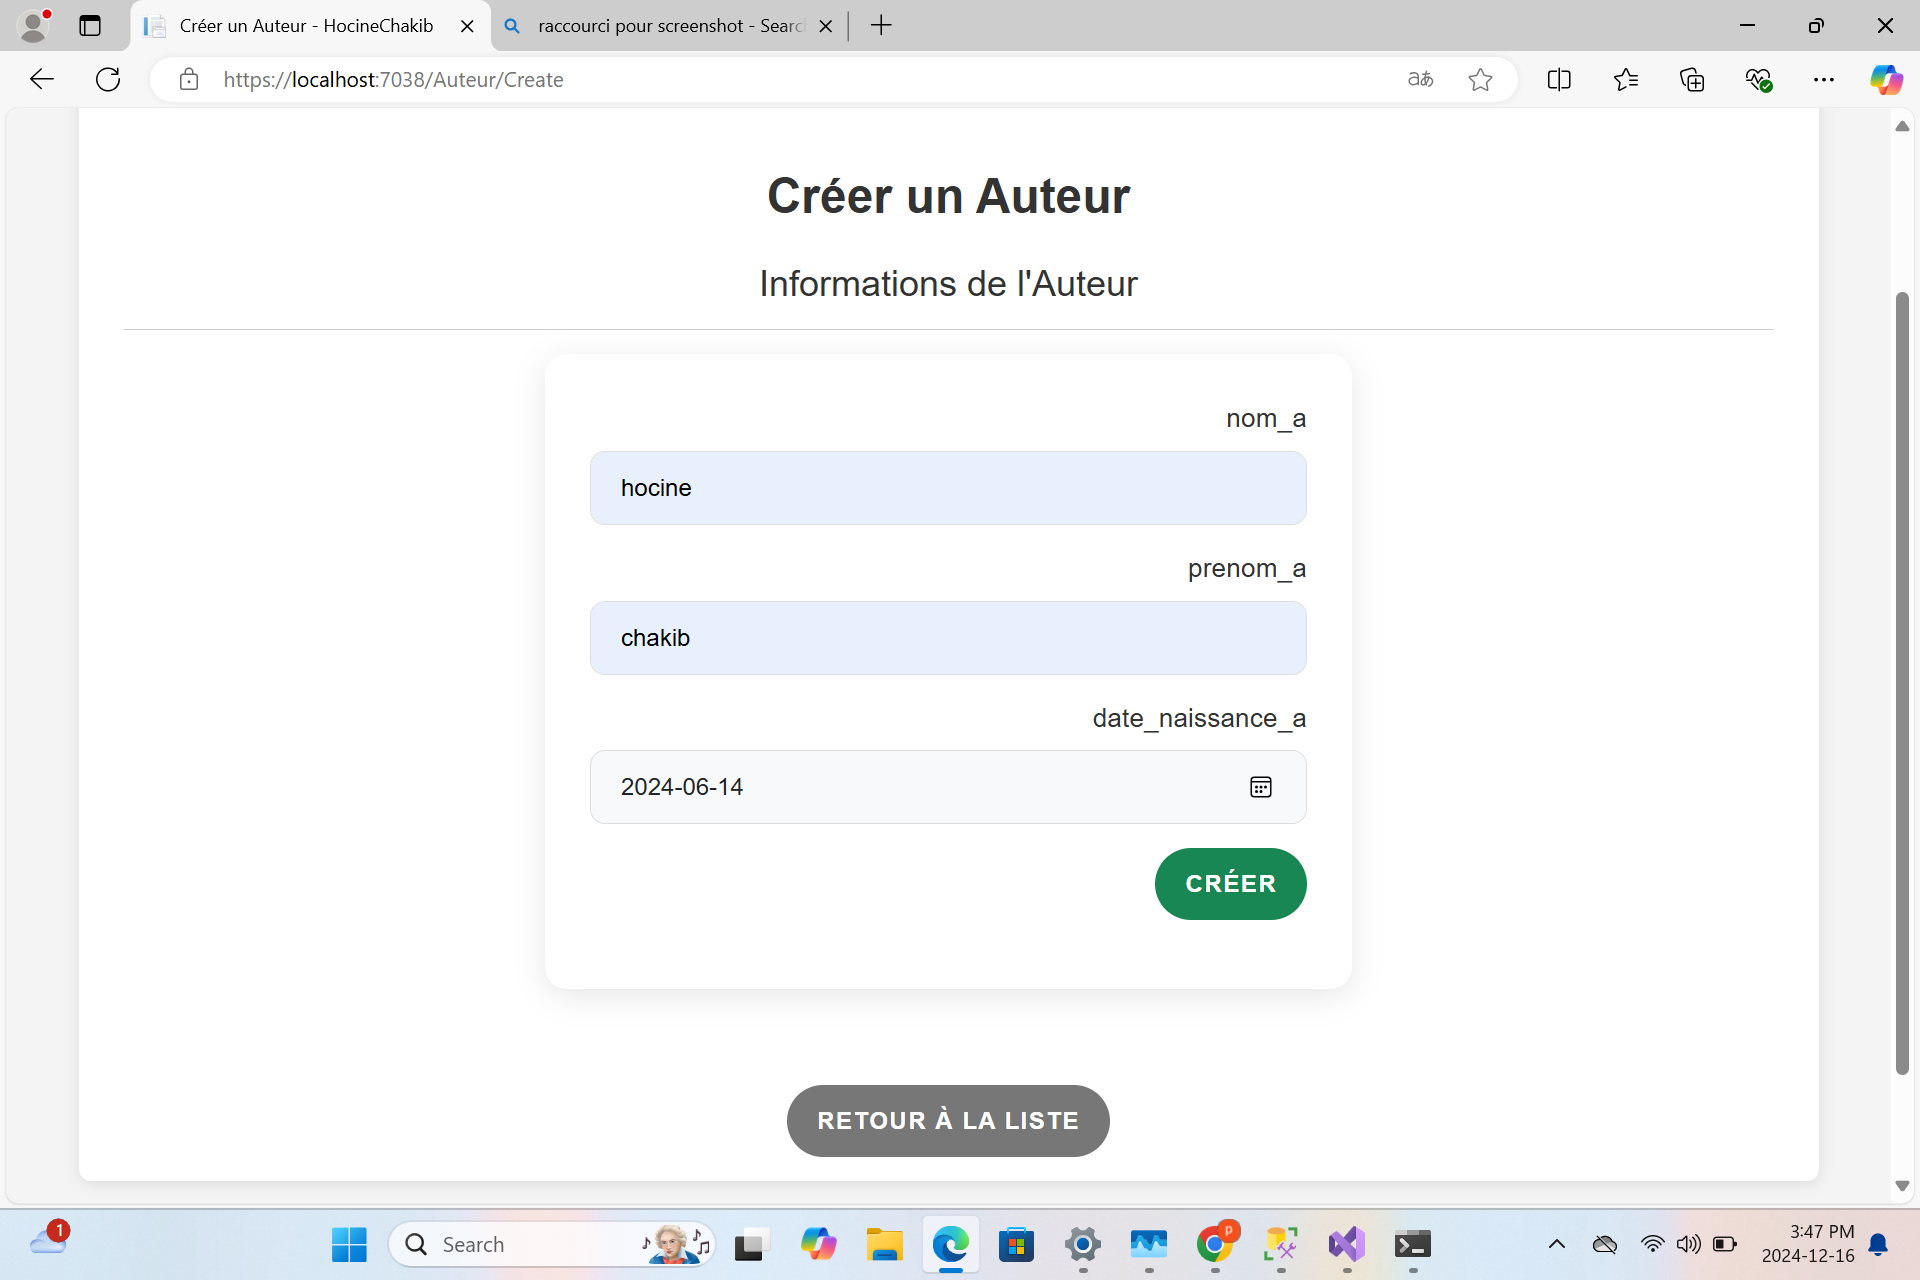 Créer un Auteur - HocineChakib
raccourci pour screenshot - Searc
https://localhost:7038/Auteur/Create
aあ
Créer un Auteur
Informations de l'Auteur
nom_a
hocine
prenom_a
chakib
date_naissance_a
2024-06-14
CRÉER
RETOUR À LA LISTE
1
Search
P
3:47 PM
2024-12-16